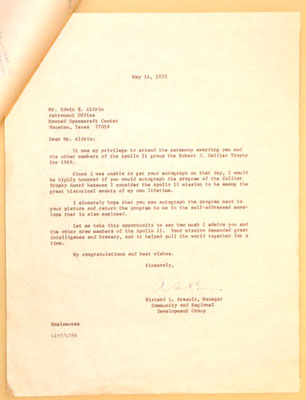 May 14, 1970
Mr. Edwin E. Aldrin
Astronaut Office
Manned Spacecraft Center
Houston, Texas 77058
Dear Mr. Aldrin:
It was my privilege to attend the ceremony awarding you and
the other members of the Apollo 11 group the Robert J. Collier Trophy
for 1969.
Since I was unable to get your autograph on that day, I would
be highly honored if you would autograph the program of the Collier
Trophy Award because I consider the Apollo 11 mission to be among the
great historical events of my own lifetime.
I sincerely hope that you can autograph the program next to
your picture and return the program to me in the self-addressed enve-
lope that is also enclosed.
Let me take this opportunity to say how much I admire you and
the other crew members of the Apollo 11. Your mission demanded great
intelligence and bravery, and it helped pull the world together for a
time.
My congratulations and best wishes.
Sincerely,
Richard L. Breault, Manager
Community and Regional
Development Group
Enclosures
4157/4756